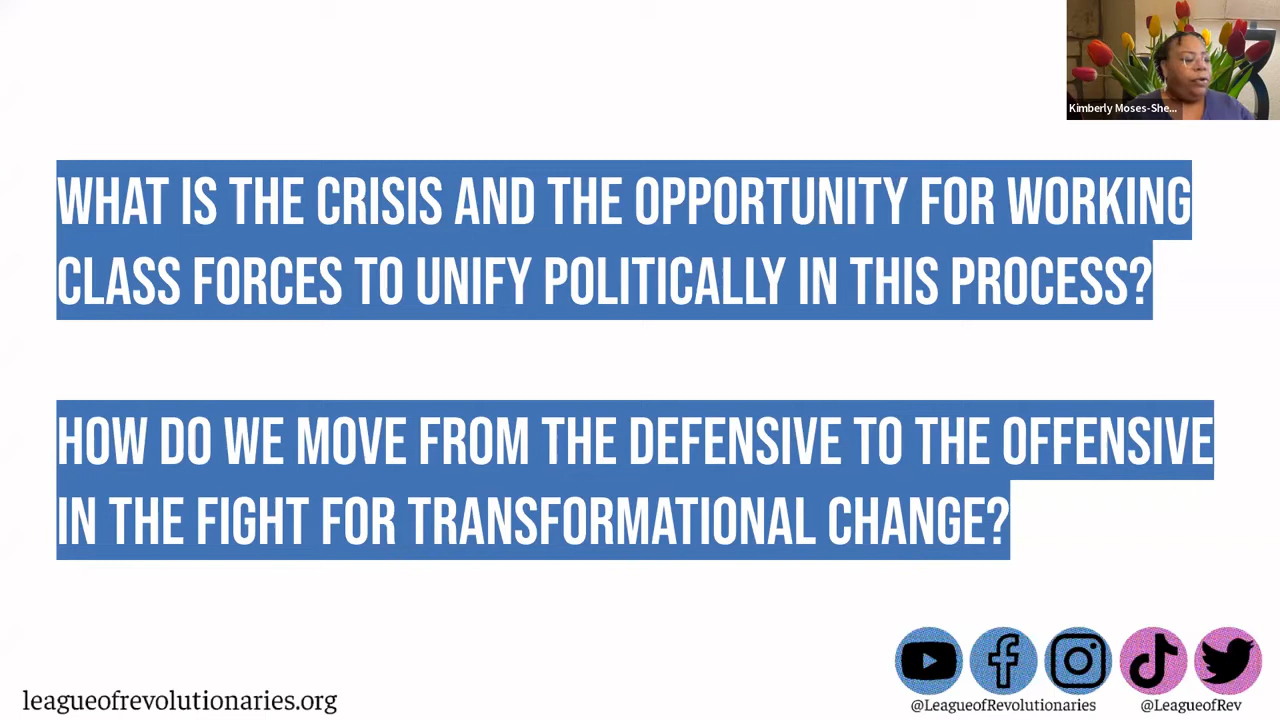 Kimberly Moses-She...
WHAT IS THE CRISIS AND THE OPPORTUNITY FOR WORKING
CLASS FORCES TO UNIFY POLITICALLY IN THIS PROCESS?
HOW DO WE MOVE FROM THE DEFENSIVE TO THE OFFENSIVE
IN THE FIGHT FOR TRANSFORMATIONAL CHANGE?
leagueofrevolutionaries.org
@LeagueofRevolutionaries
@LeagueofRev